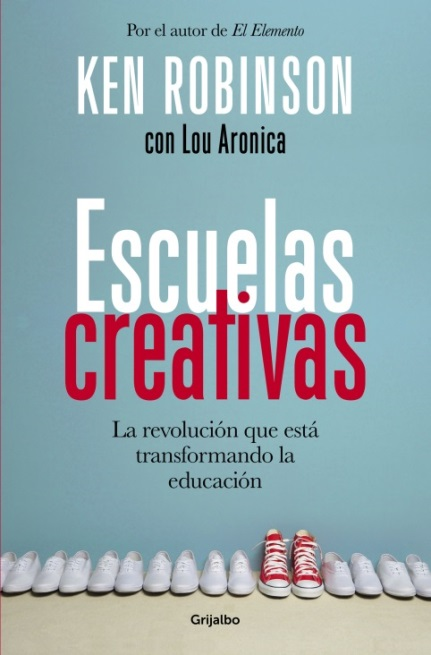 Por el autor de El Elemento
KEN ROBINSON
con Lou Aronica
Escuelas
creativas
La revolución que está
transformando la
educación
Grijalbo